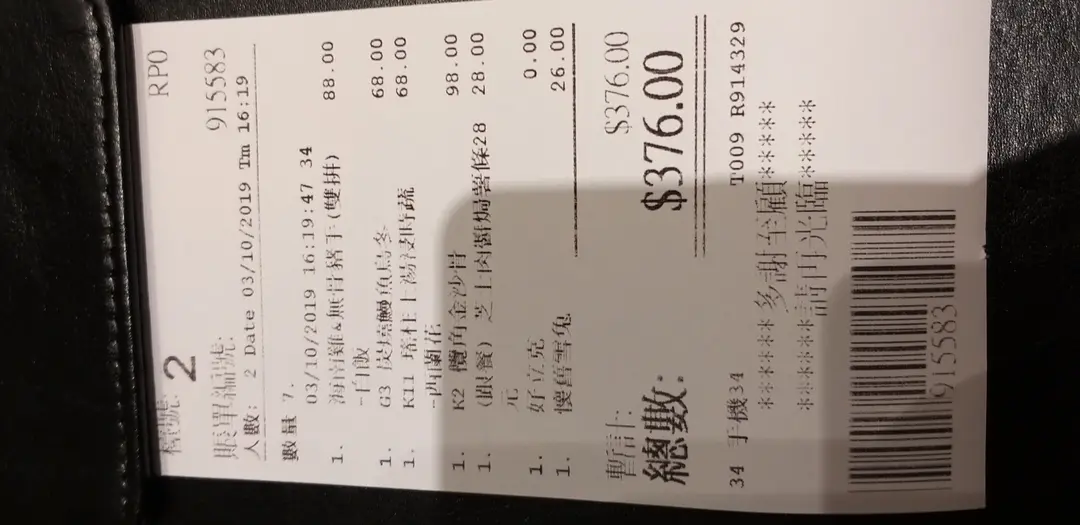 RP0
檯號: 2
賬單編號: 915583
人數: 2 Date 03/10/2019 Tm 16:19
數量 7.
03/10/2019 16:19:47 34
1. 海南雞&無骨豬手(雙拼) 88.00
-白飯
1. G3 炭燒鰻魚烏冬 68.00
1. K11 瑤柱上湯浸時蔬 68.00
-西蘭花
1. K2 欖角金沙骨 98.00
1. (跟餐) 芝士肉醬焗薯條28 28.00
元
1. 好立克 0.00
1. 懷舊雪兔 26.00
暫計: $376.00
總數: $376.00
34 手機34 T009 R914329
******多謝至顧*****
******請再光臨*****
915583